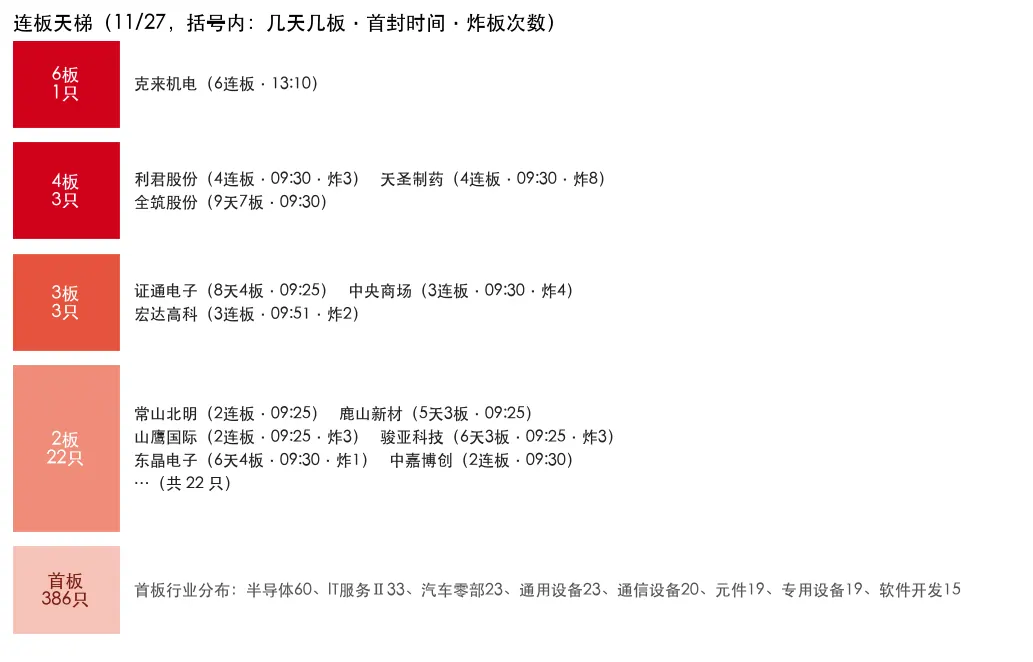 连板天梯（11/27，括号内：几天几板·首封时间·炸板次数）
6板
1只
克来机电（6连板·13:10）
4板
3只
利君股份（4连板·09:30·炸3） 天圣制药（4连板·09:30·炸8）
全筑股份（9天7板·09:30）
3板
3只
证通电子（8天4板·09:25） 中央商场（3连板·09:30·炸4）
宏达高科（3连板·09:51·炸2）
2板
22只
常山北明（2连板·09:25） 鹿山新材（5天3板·09:25）
山鹰国际（2连板·09:25·炸3） 骏亚科技（6天3板·09:25·炸3）
东晶电子（6天4板·09:30·炸1） 中嘉博创（2连板·09:30）
…（共 22 只）
首板
386只
首板行业分布：半导体60、IT服务Ⅱ33、汽车零部23、通用设备23、通信设备20、元件19、专用设备19、软件开发15